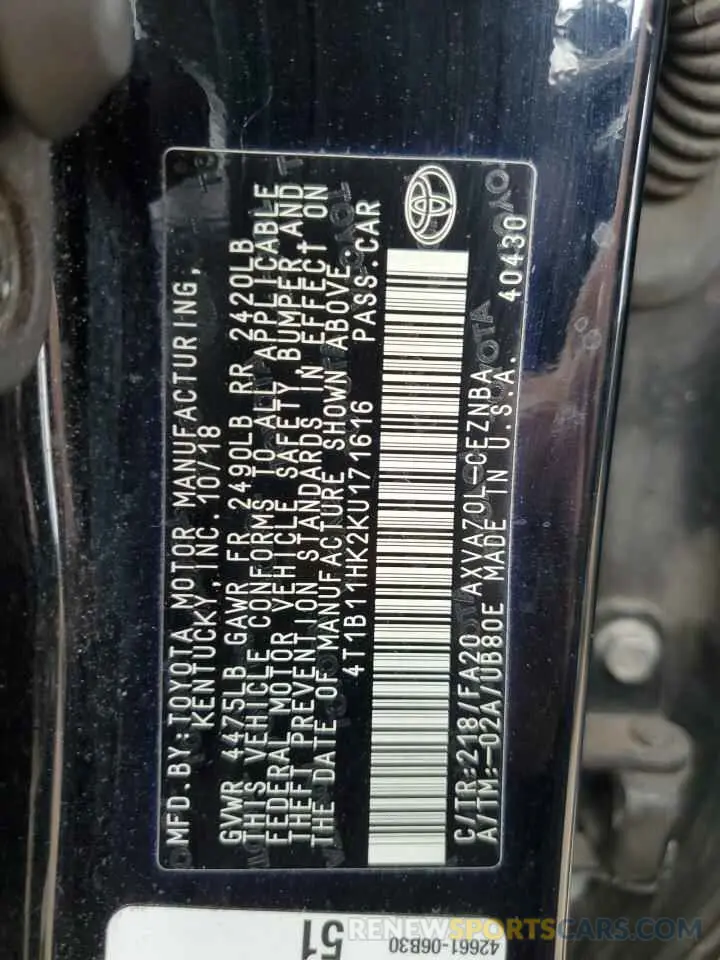 MFD.BY:TOYOTA MOTOR MANUFACTURING,
KENTUCKY,INC.10/18
GVWR 4475LB GAWR FR 2490LB RR 2420LB
THIS VEHICLE CONFORMS TO ALL APPLICABLE
FEDERAL MOTOR VEHICLE SAFETY BUMPER,AND
THEFT PREVENTION STANDARDS IN EFFECT ON
THE DATE OF MANUFACTURE SHOWN ABOVE.
4T1B11HK2KU171616 PASS.CAR
C/TR:218/FA20 AXVA70L-CEZNBA
A/TM:-02A/UB80E MADE IN U.S.A. 40430
42661-06B30
51
RENEWSPORTSCARS.COM